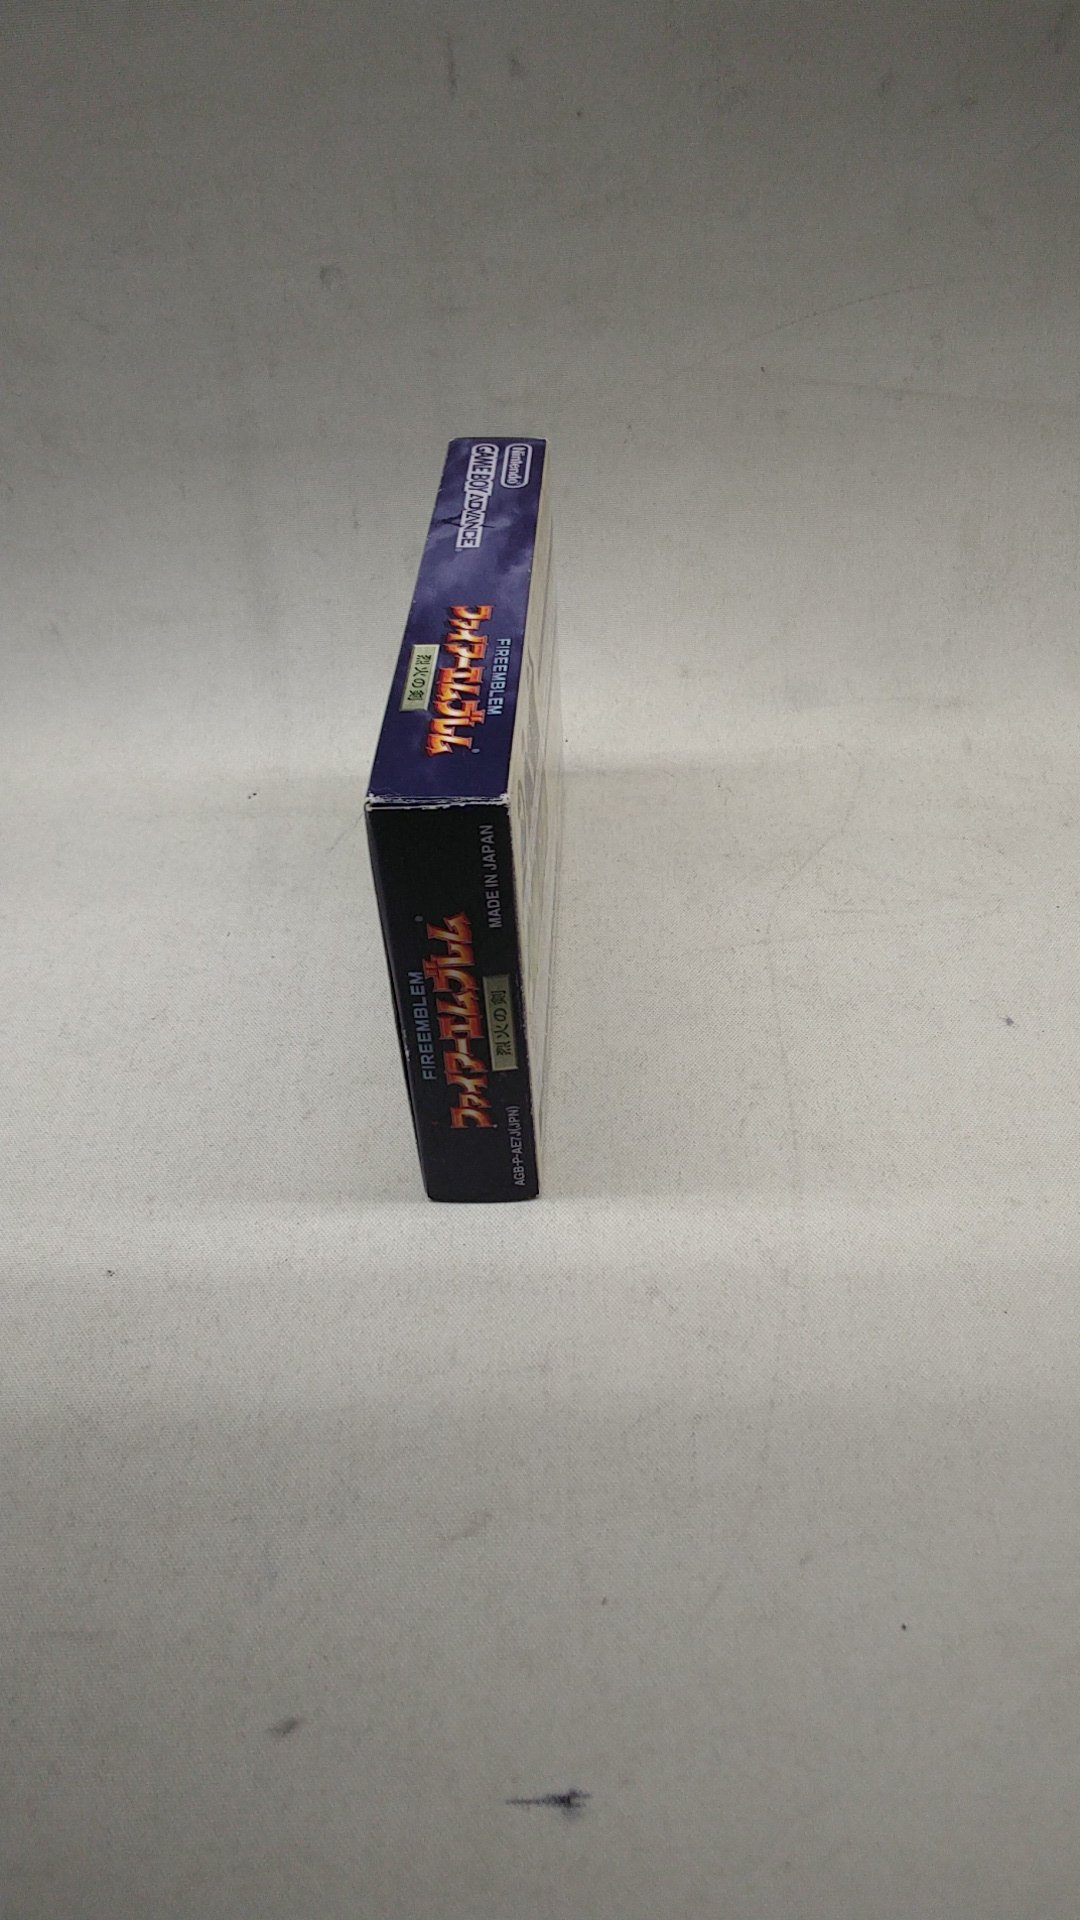 Nintendo®
GAME BOY ADVANCE
FIREEMBLEM
ファイアーエムブレム®
烈火の剣
MADE IN JAPAN
FIREEMBLEM
ファイアーエムブレム®
烈火の剣
AGB-P-AE7J(JPN)